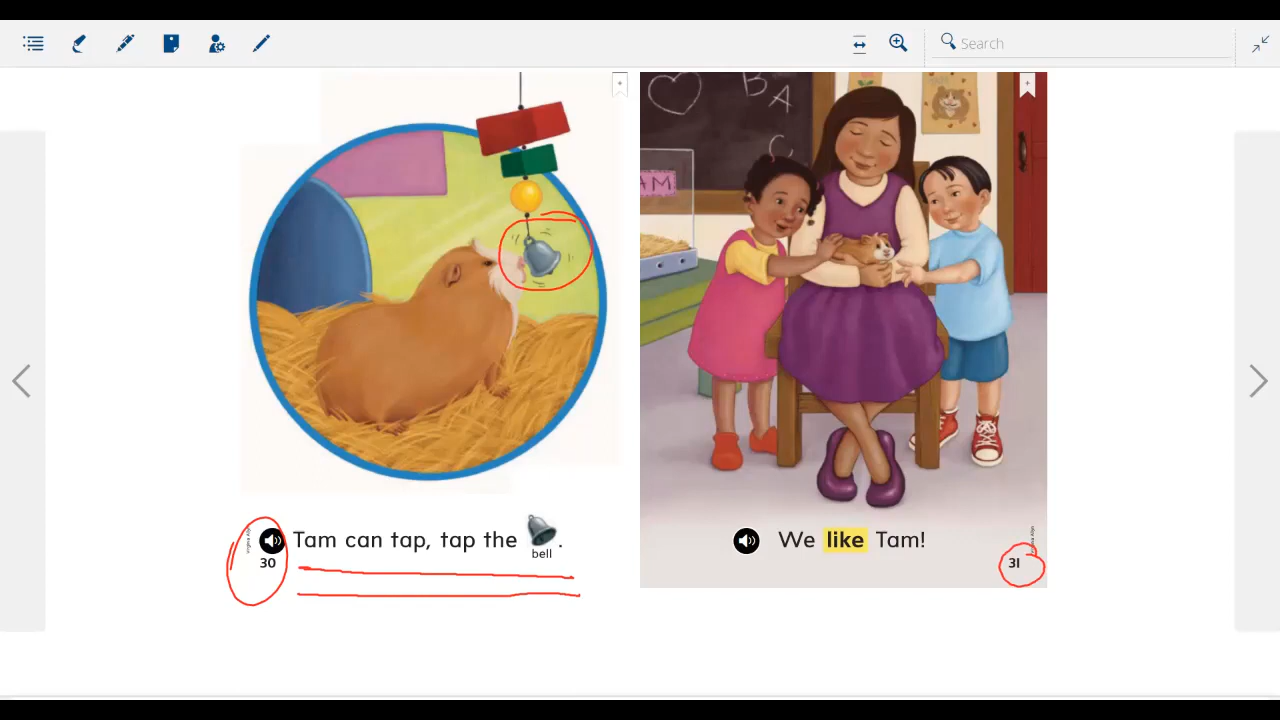 Search
Tam can tap, tap the
bell
.
30
B
A
C
AM
We like Tam!
31